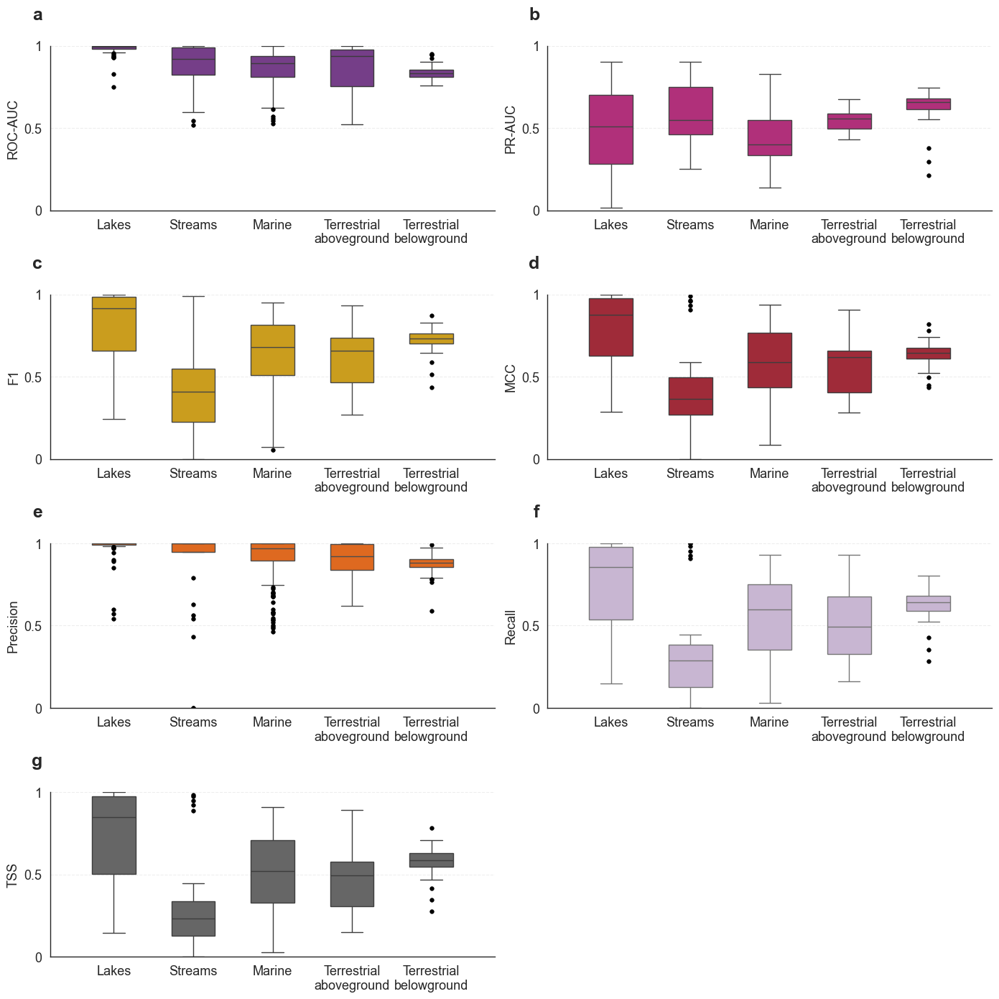 a
b
1
0.5
0
ROC-AUC
Lakes
Streams
Marine
Terrestrial
aboveground
Terrestrial
belowground
1
0.5
0
PR-AUC
Lakes
Streams
Marine
Terrestrial
aboveground
Terrestrial
belowground
c
d
1
0.5
0
F1
Lakes
Streams
Marine
Terrestrial
aboveground
Terrestrial
belowground
1
0.5
0
MCC
Lakes
Streams
Marine
Terrestrial
aboveground
Terrestrial
belowground
e
f
1
0.5
0
Precision
Lakes
Streams
Marine
Terrestrial
aboveground
Terrestrial
belowground
1
0.5
0
Recall
Lakes
Streams
Marine
Terrestrial
aboveground
Terrestrial
belowground
g
1
0.5
0
TSS
Lakes
Streams
Marine
Terrestrial
aboveground
Terrestrial
belowground